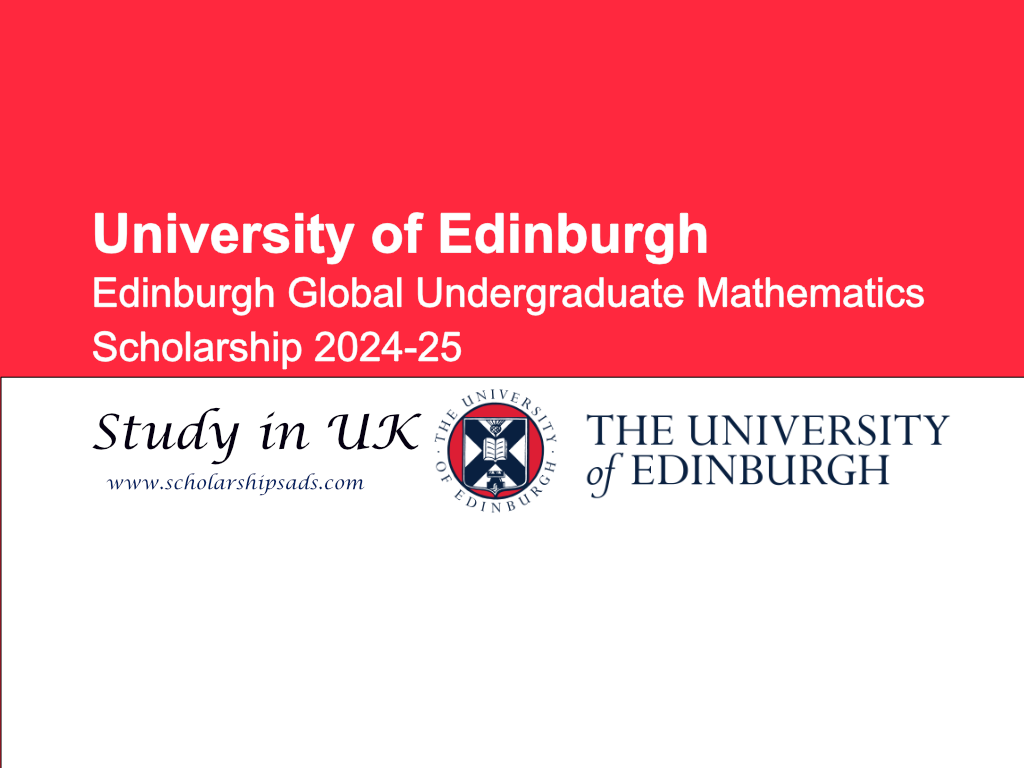 University of Edinburgh
Edinburgh Global Undergraduate Mathematics
Scholarship 2024-25
Study in UK
www.scholarshipsads.com
THE UNIVERSITY OF EDINBURGH
THE UNIVERSITY
of EDINBURGH